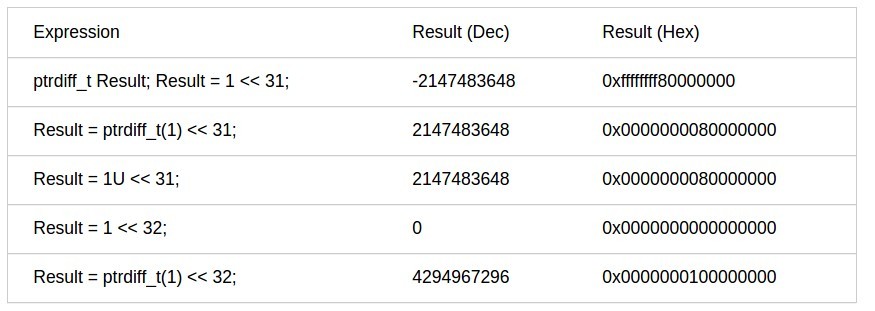 Expression Result (Dec) Result (Hex)
ptrdiff_t Result; Result = 1 << 31; -2147483648 0xffffffff80000000
Result = ptrdiff_t(1) << 31; 2147483648 0x0000000080000000
Result = 1U << 31; 2147483648 0x0000000080000000
Result = 1 << 32; 0 0x0000000000000000
Result = ptrdiff_t(1) << 32; 4294967296 0x0000000100000000